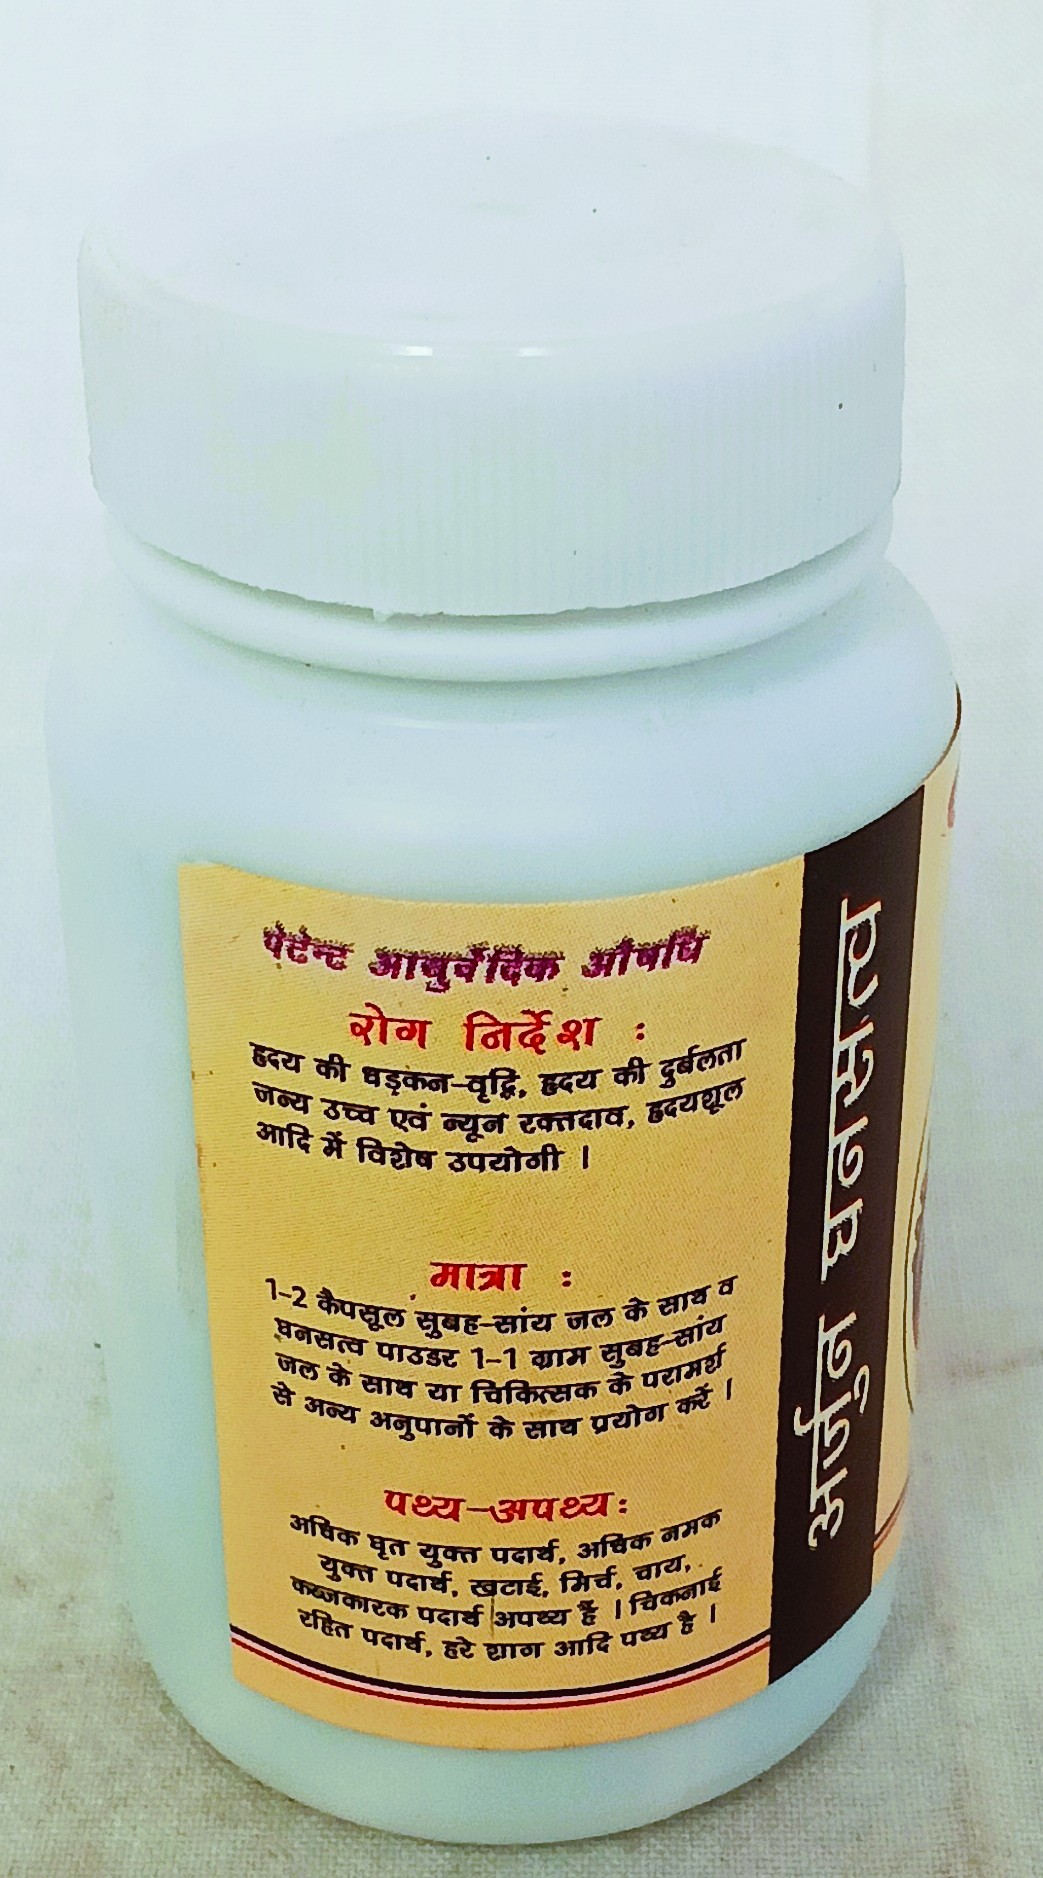 पेटेन्ट आयुर्वेदिक औषधि
रोग निर्देश :
हृदय की धड़कन-वृद्धि, हृदय की दुर्बलता
जन्य उच्च एवं न्यून रक्तदाव, हृदयशूल
आदि में विशेष उपयोगी ।
मात्रा :
1-2 कैपसूल सुबह-सांय जल के साथ व
घनसत्व पाउडर 1-1 ग्राम सुबह-सांय
जल के साथ या चिकित्सक के परामर्श
से अन्य अनुपानों के साथ प्रयोग करें ।
पथ्य-अपथ्य:
अधिक घृत युक्त पदार्थ, अधिक नमक
युक्त पदार्थ, खटाई, मिर्च, चाय,
कब्जकारक पदार्थ अपथ्य हैं । चिकनाई
रहित पदार्थ, हरे शाग आदि पथ्य है ।
अर्जुन घनसत्व